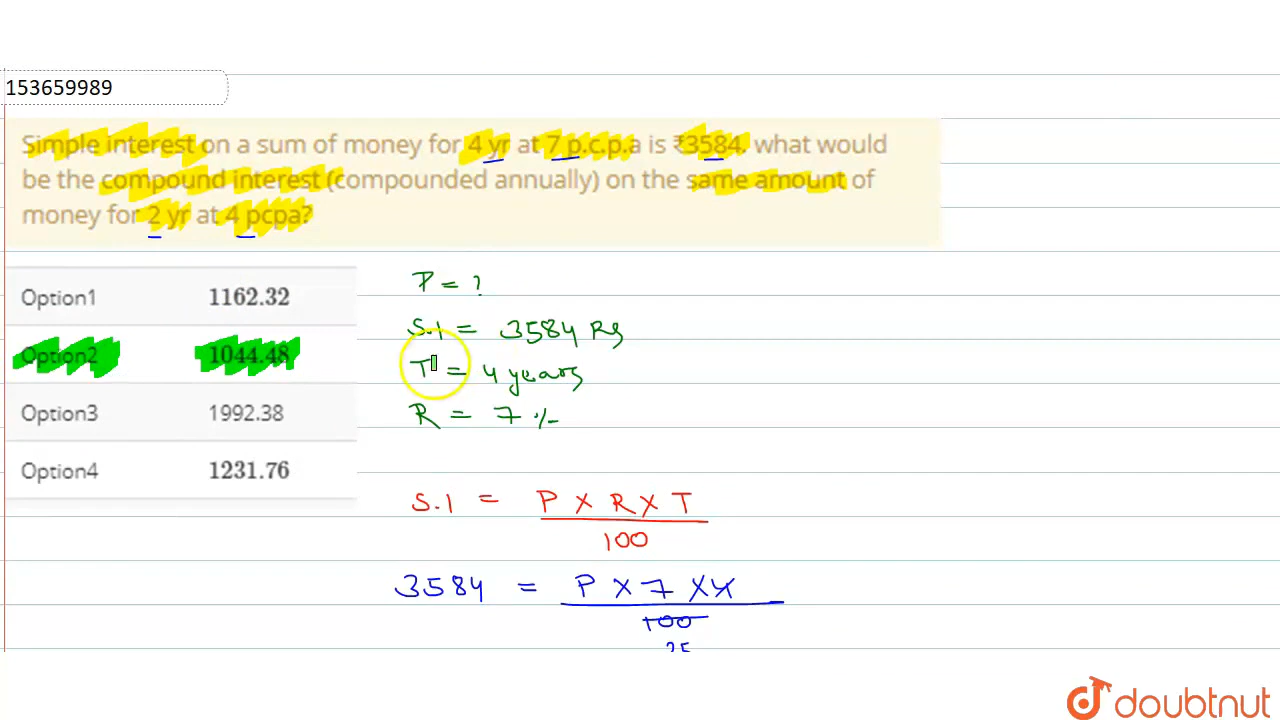 153659989
Simple interest on a sum of money for 4 yr at 7 p.c.p.a is ₹3584. what would
be the compound interest (compounded annually) on the same amount of
money for 2 yr at 4 pcpa?
Option1 1162.32
Option2 1044.48
Option3 1992.38
Option4 1231.76
P = ?
S.I = 3584 Rs
T = 4 years
R = 7 %
S.I = P X R X T
100
3584 = P X 7 X 4
100
25
doubtnut